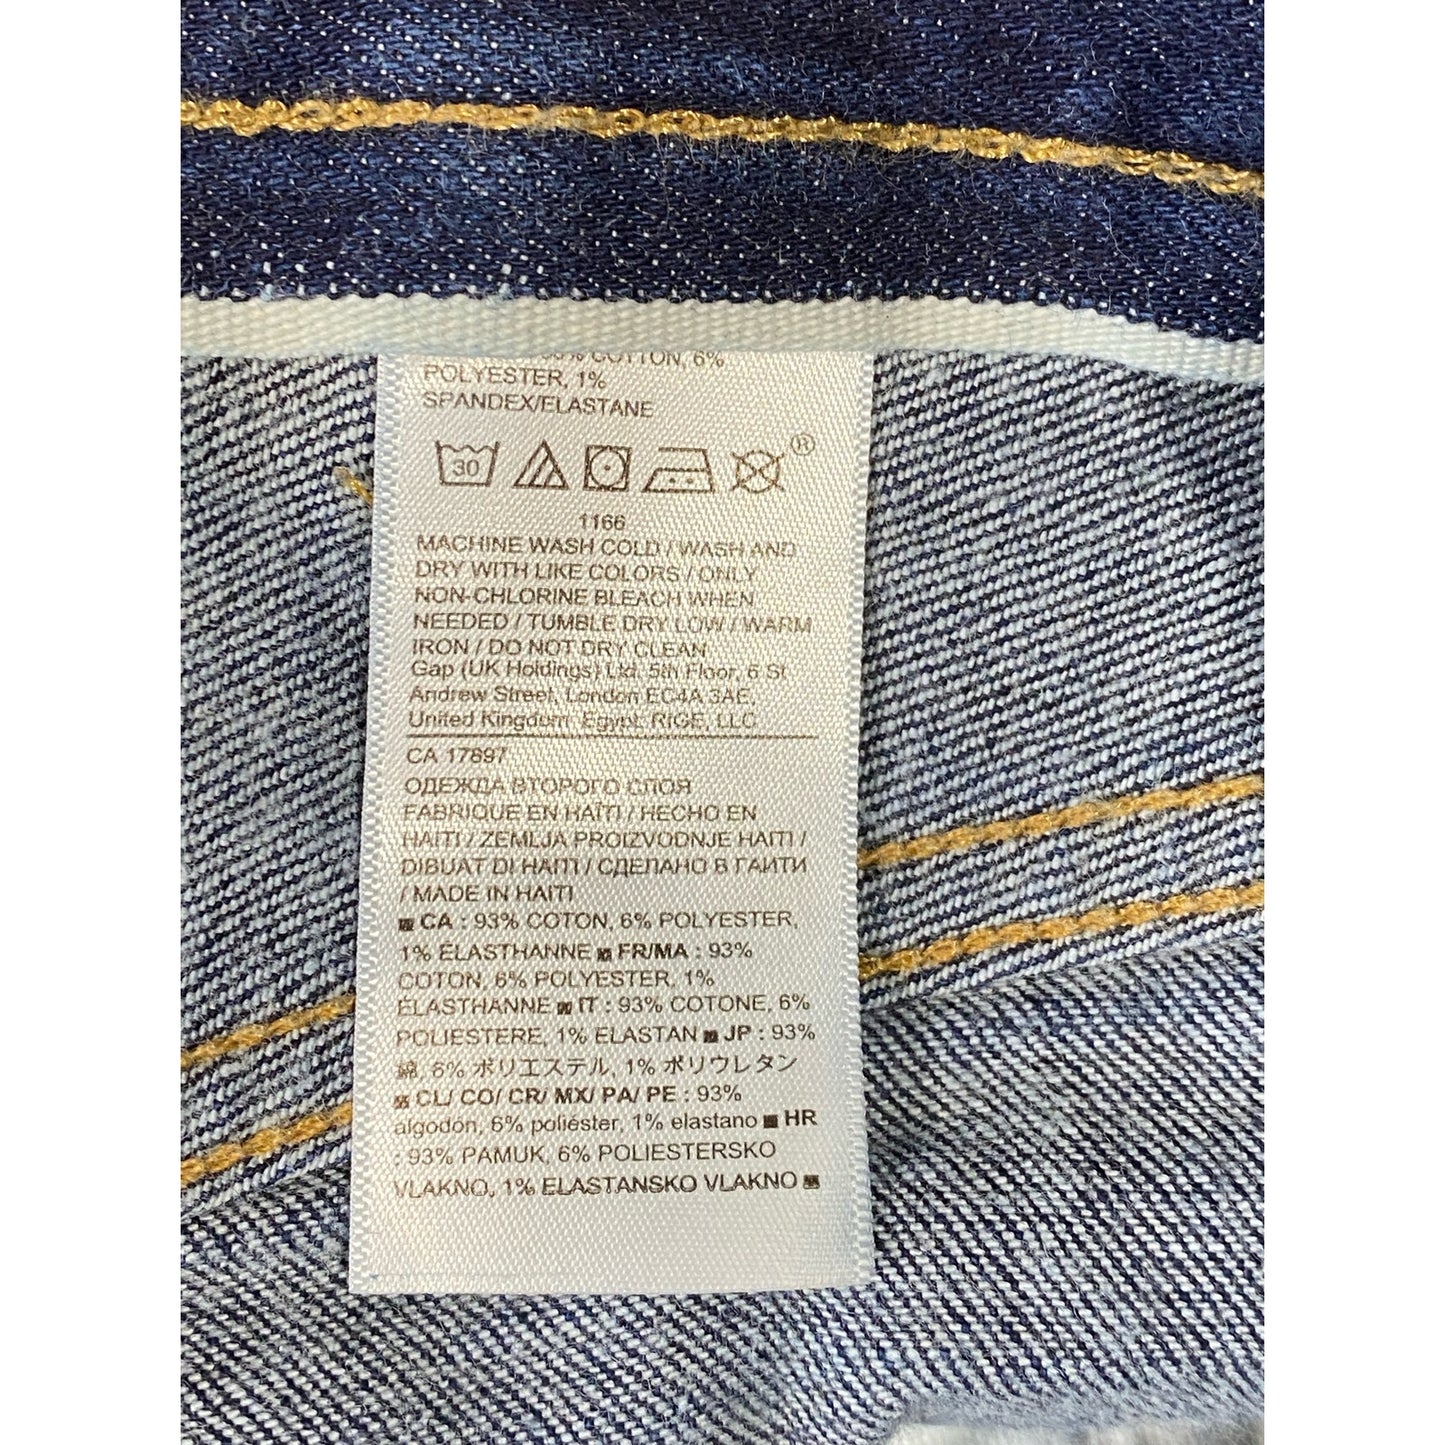 COTTON, 6%
POLYESTER, 1%
SPANDEX/ELASTANE
30 ®
1166
MACHINE WASH COLD / WASH AND
DRY WITH LIKE COLORS / ONLY
NON-CHLORINE BLEACH WHEN
NEEDED / TUMBLE DRY LOW / WARM
IRON / DO NOT DRY CLEAN
Gap (UK Holdings) Ltd. 5th Floor, 6 St
Andrew Street, London EC4A 3AE,
United Kingdom Egypt: RIGE, LLC
CA 17897
ОДЕЖДА ВТОРОГО СЛОЯ
FABRIQUE EN HAÏTI / HECHO EN
HAITI / ZEMLJA PROIZVODNJE HAITI /
DIBUAT DI HAITI / СДЕЛАНО В ГАИТИ
/ MADE IN HAITI
■ CA : 93% COTON, 6% POLYESTER,
1% ÉLASTHANNE ■ FR/MA : 93%
COTON, 6% POLYESTER, 1%
ÉLASTHANNE ■ IT : 93% COTONE, 6%
POLIESTERE, 1% ELASTAN ■ JP : 93%
綿, 6% ポリエステル, 1% ポリウレタン
■ CL/ CO/ CR/ MX/ PA/ PE : 93%
algodón, 6% poliéster, 1% elastano ■ HR
: 93% PAMUK, 6% POLIESTERSKO
VLAKNO, 1% ELASTANSKO VLAKNO ■